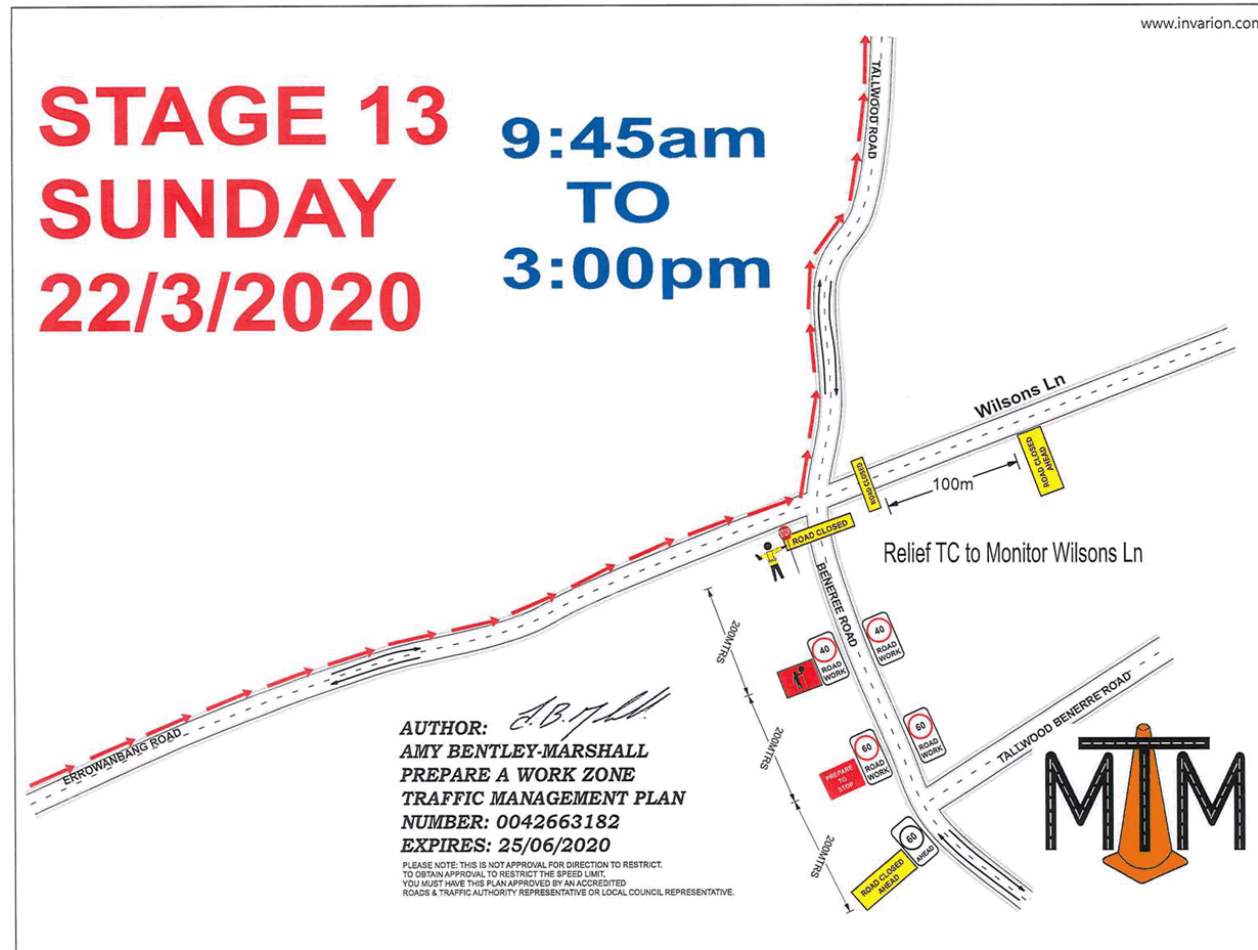 www.invarion.com
STAGE 13
SUNDAY
22/3/2020
9:45am
TO
3:00pm
TALLWOOD ROAD
Wilsons Ln
ROAD CLOSED
ROAD CLOSED
AHEAD
100m
ROAD CLOSED
Relief TC to Monitor Wilsons Ln
BENEREE ROAD
200MTRS
40
ROAD
WORK
40
ROAD
WORK
ERROWANBANG ROAD
200MTRS
60
ROAD
WORK
60
ROAD
WORK
PREPARE
TO
STOP
TALLWOOD BENERRE ROAD
200MTRS
60
AHEAD
ROAD CLOSED
AHEAD
MTM
AUTHOR:
AMY BENTLEY-MARSHALL
PREPARE A WORK ZONE
TRAFFIC MANAGEMENT PLAN
NUMBER: 0042663182
EXPIRES: 25/06/2020
PLEASE NOTE: THIS IS NOT APPROVAL FOR DIRECTION TO RESTRICT.
TO OBTAIN APPROVAL TO RESTRICT THE SPEED LIMIT,
YOU MUST HAVE THIS PLAN APPROVED BY AN ACCREDITED
ROADS & TRAFFIC AUTHORITY REPRESENTATIVE OR LOCAL COUNCIL REPRESENTATIVE.